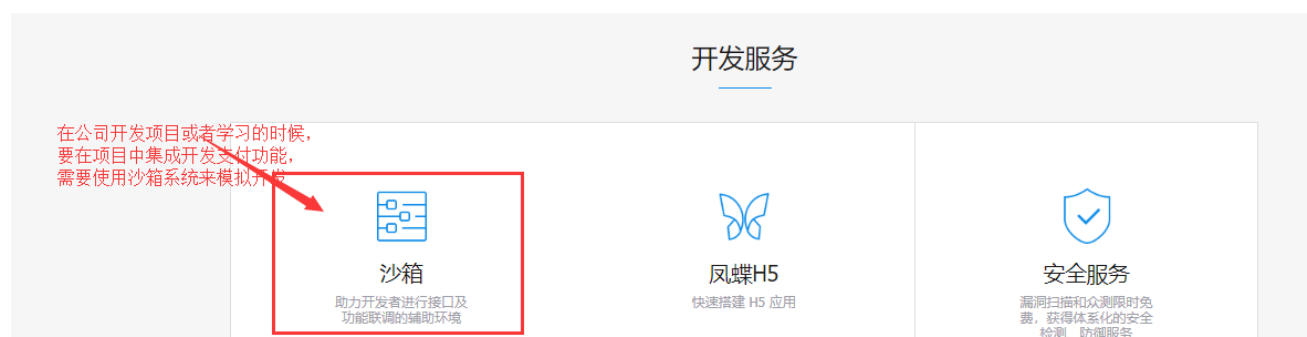 开发服务
在公司开发项目或者学习的时候，
要在项目中集成开发支付功能，
需要使用沙箱系统来模拟开发
沙箱
助力开发者进行接口及
功能联调的辅助环境
凤蝶H5
快速搭建 H5 应用
安全服务
漏洞扫描和众测限时免
费，获得体系化的安全
检测、防御服务